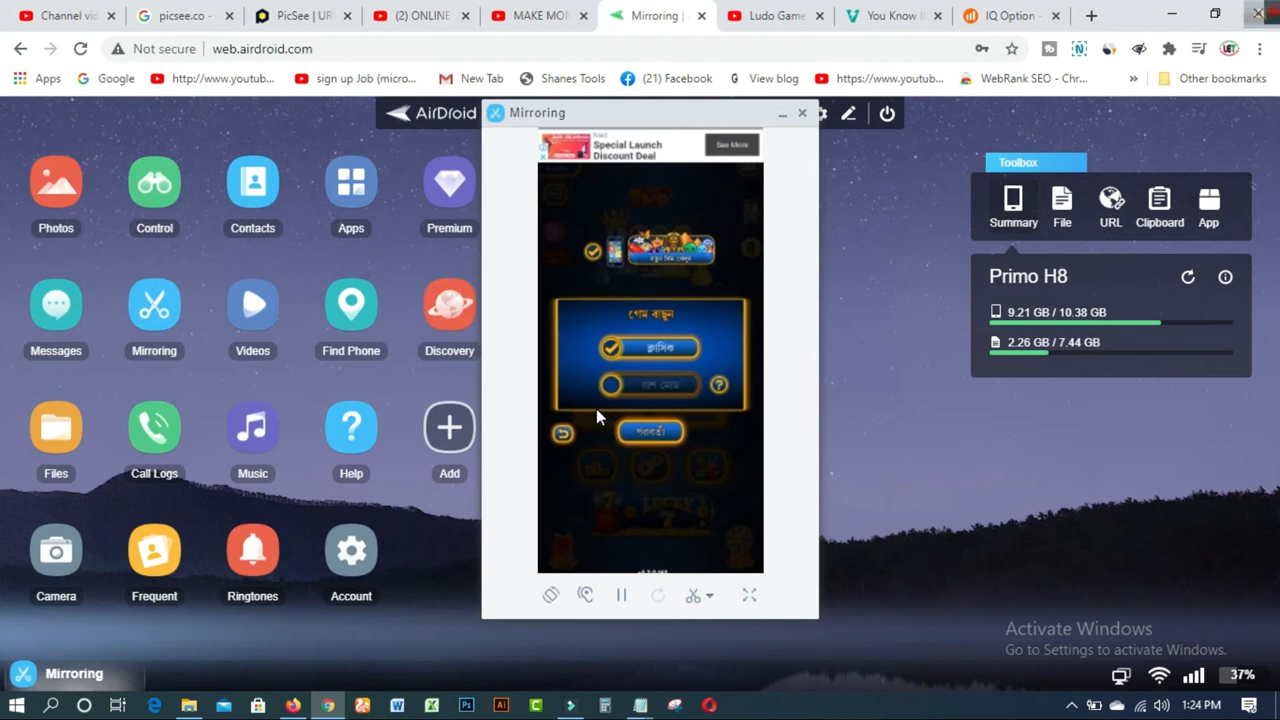 Channel vid
picsee.co -
PicSee | UR
(2) ONLINE
MAKE MON
Mirroring |
Ludo Game
You Know I
IQ Option -
Not secure
web.airdroid.com
Apps
Google
http://www.youtub...
sign up Job (micro...
New Tab
Shanes Tools
(21) Facebook
View blog
https://www.youtu...
WebRank SEO - Chr...
Other bookmarks
AirDroid
Mirroring
Special Launch
Discount Deal
See More
গেম বাছুন
ক্লাসিক
রাশ মোড
পরবর্তী
LUCKY
Photos
Control
Contacts
Apps
Premium
Messages
Mirroring
Videos
Find Phone
Discovery
Files
Call Logs
Music
Help
Add
Camera
Frequent
Ringtones
Account
Toolbox
Summary
File
URL
Clipboard
App
Primo H8
9.21 GB / 10.38 GB
2.26 GB / 7.44 GB
Activate Windows
Go to Settings to activate Windows.
Mirroring
37%
1:24 PM